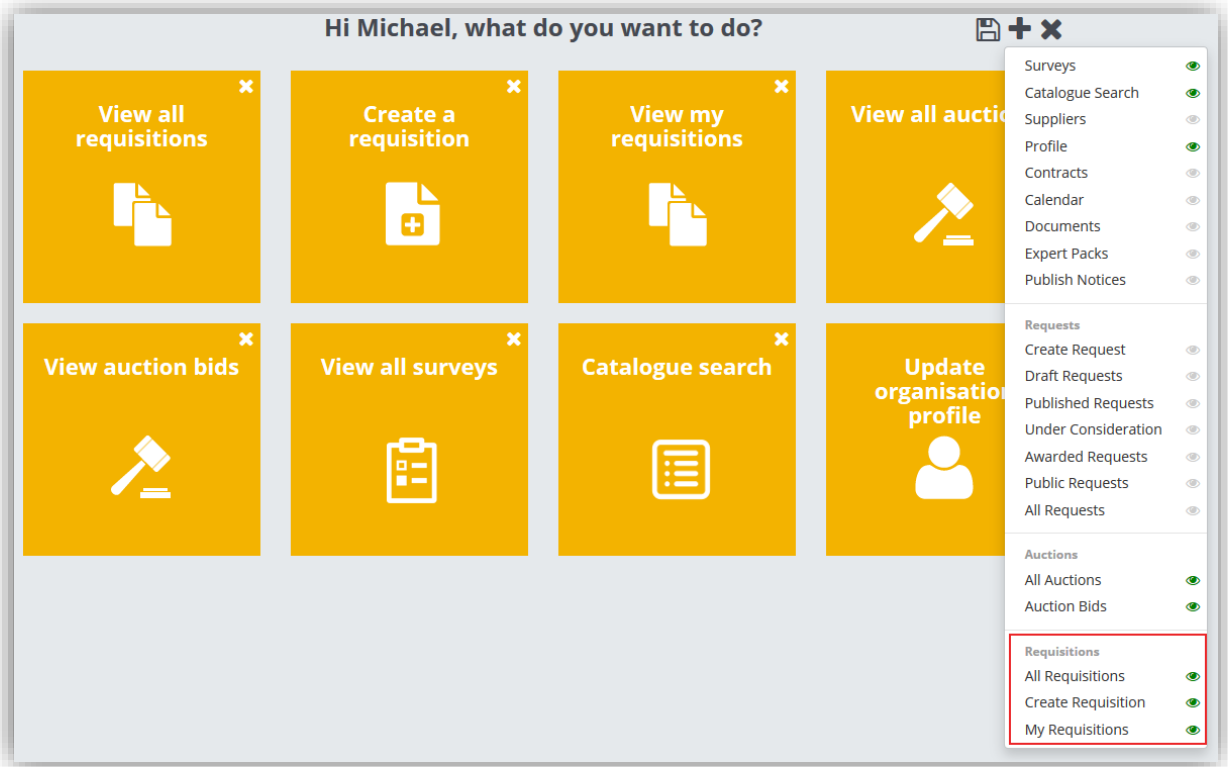 Hi Michael, what do you want to do?
View all
requisitions
Create a
requisition
View my
requisitions
View all auctio
View auction bids
View all surveys
Catalogue search
Update
organisation
profile
Surveys
Catalogue Search
Suppliers
Profile
Contracts
Calendar
Documents
Expert Packs
Publish Notices
Requests
Create Request
Draft Requests
Published Requests
Under Consideration
Awarded Requests
Public Requests
All Requests
Auctions
All Auctions
Auction Bids
Requisitions
All Requisitions
Create Requisition
My Requisitions